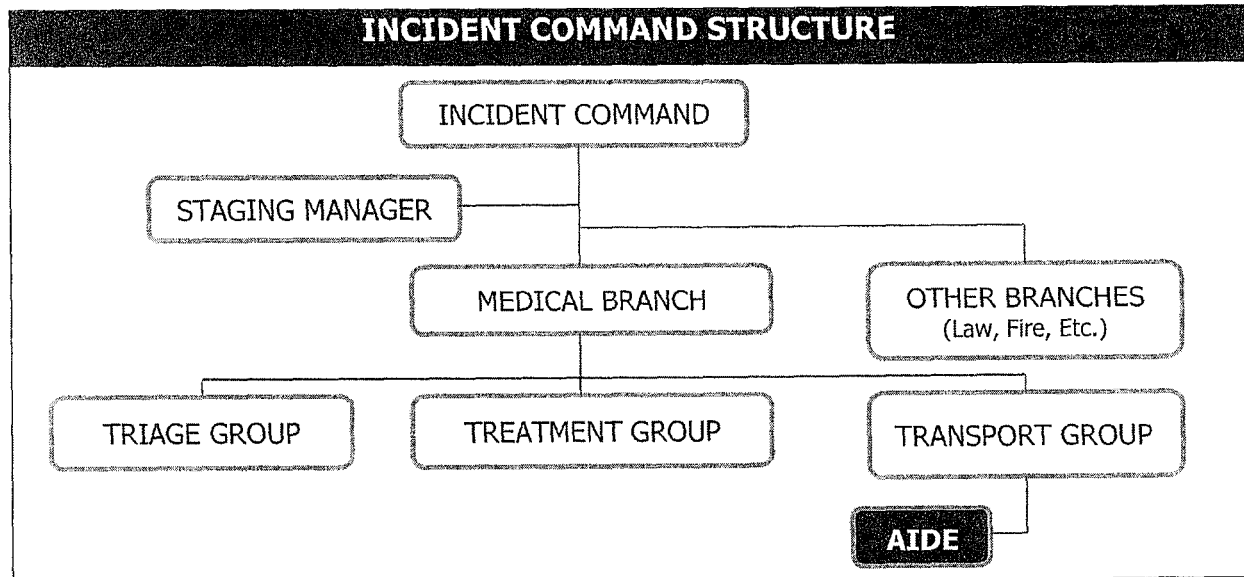 INCIDENT COMMAND STRUCTURE
INCIDENT COMMAND
STAGING MANAGER
MEDICAL BRANCH
OTHER BRANCHES
(Law, Fire, Etc.)
TRIAGE GROUP
TREATMENT GROUP
TRANSPORT GROUP
AIDE